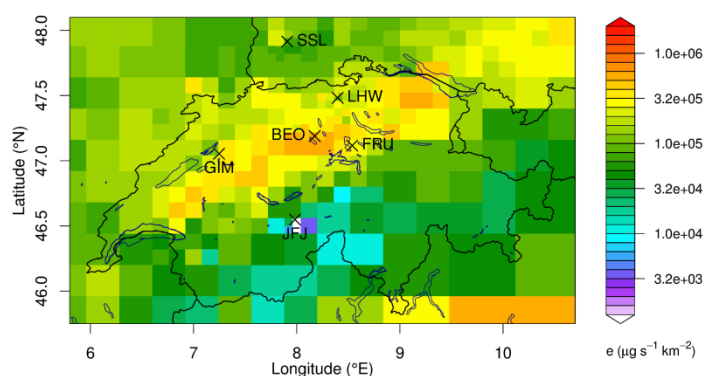 48.0
47.5
47.0
46.5
46.0
Latitude (°N)
SSL
LHW
BEO
FRU
GIM
JFJ
6 7 8 9 10
Longitude (°E)
1.0e+06
3.2e+05
1.0e+05
3.2e+04
1.0e+04
3.2e+03
e (µg s⁻¹ km⁻²)